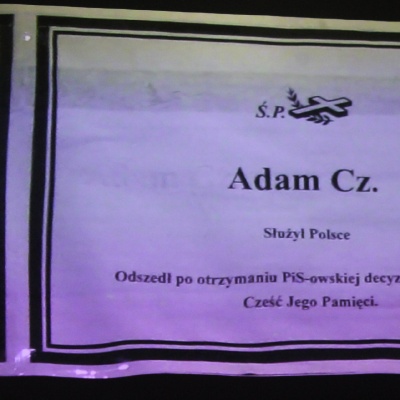 Ś.P.
Adam Cz.
Służył Polsce
Odszedł po otrzymaniu PiS-owskiej decyz
Cześć Jego Pamięci.